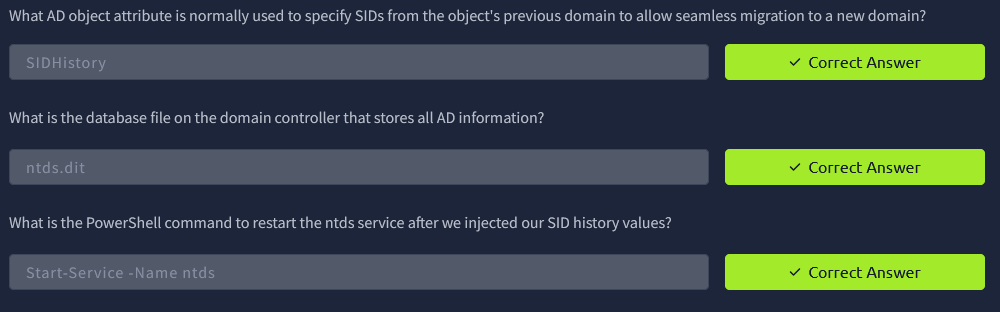 What AD object attribute is normally used to specify SIDs from the object's previous domain to allow seamless migration to a new domain?
SIDHistory
Correct Answer
What is the database file on the domain controller that stores all AD information?
ntds.dit
Correct Answer
What is the PowerShell command to restart the ntds service after we injected our SID history values?
Start-Service -Name ntds
Correct Answer